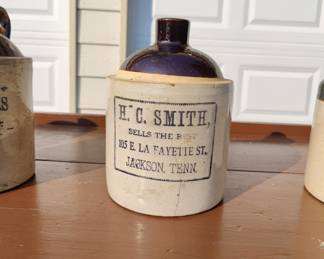 H. C. SMITH,
SELLS THE BEST
105 E. LA FAYETTE ST.,
JACKSON, TENN.